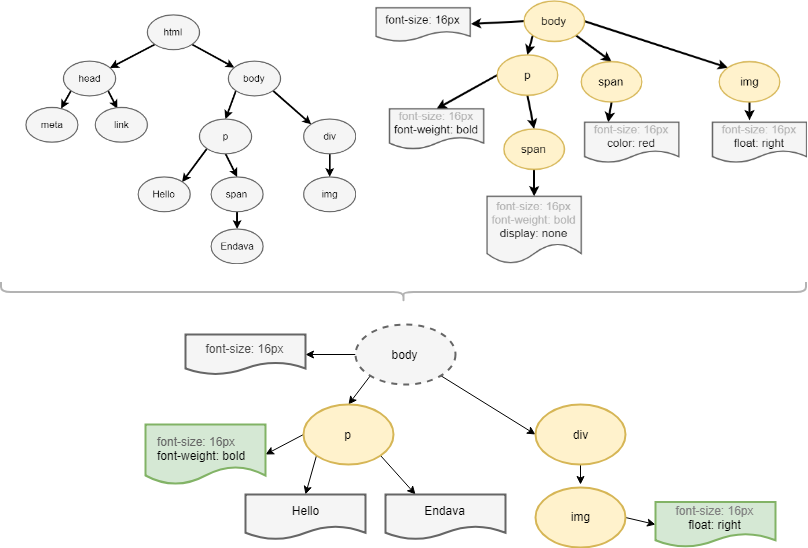 html
head
body
meta
link
p
div
Hello
span
img
Endava
font-size: 16px
body
p
span
img
font-size: 16px
font-weight: bold
span
font-size: 16px
color: red
font-size: 16px
float: right
font-size: 16px
font-weight: bold
display: none
font-size: 16px
body
font-size: 16px
font-weight: bold
p
div
Hello
Endava
img
font-size: 16px
float: right